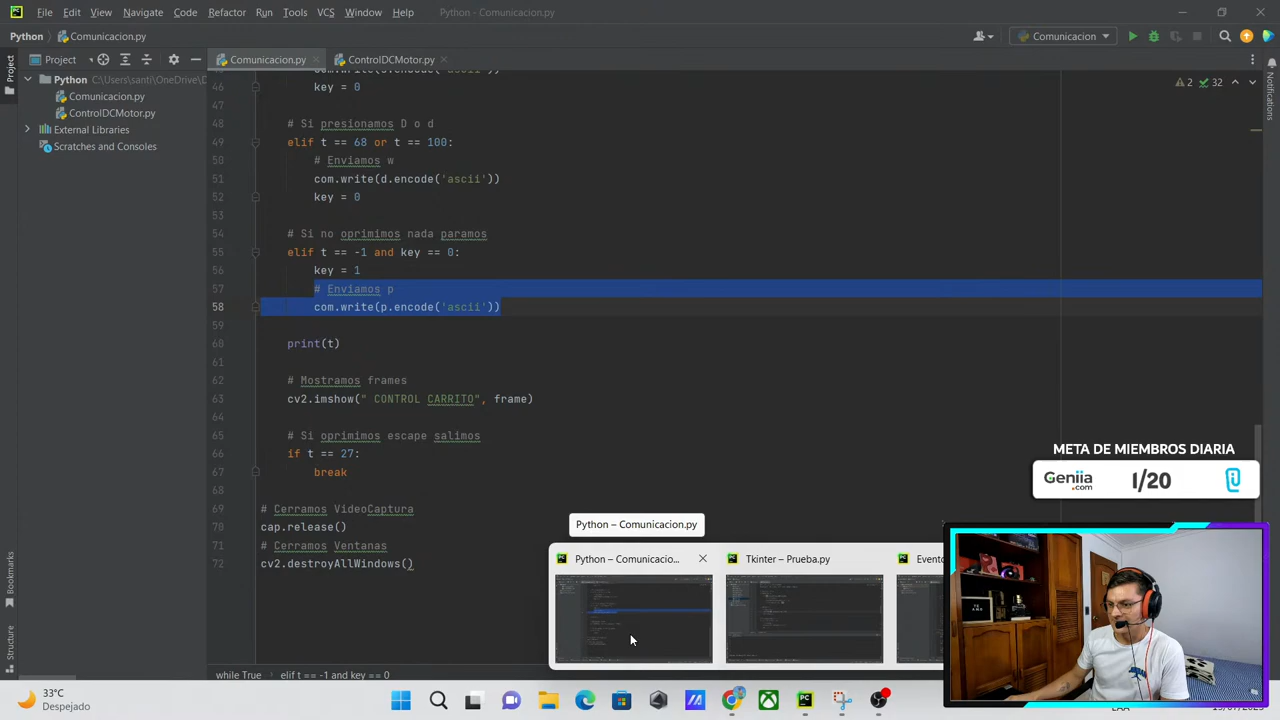 File Edit View Navigate Code Refactor Run Tools VCS Window Help Python - Comunicacion.py
Python Comunicacion.py Comunicacion
Project Comunicacion.py ControlDCMotor.py
Project
Python C:\users\santi\OneDrive\D
Comunicacion.py
ControlDCMotor.py
External Libraries
Scratches and Consoles
2 32
Notifications
46 key = 0
47
48 # Si presionamos D o d
49 elif t == 68 or t == 100:
50 # Enviamos w
51 com.write(d.encode('ascii'))
52 key = 0
53
54 # Si no oprimimos nada paramos
55 elif t == -1 and key == 0:
56 key = 1
57 # Enviamos p
58 com.write(p.encode('ascii'))
59
60 print(t)
61
62 # Mostramos frames
63 cv2.imshow(" CONTROL CARRITO", frame)
64
65 # Si oprimimos escape salimos
66 if t == 27:
67 break
68
69 # Cerramos VideoCaptura
70 cap.release()
71 # Cerramos Ventanas
72 cv2.destroyAllWindows()
META DE MIEMBROS DIARIA
Geniia.com 1/20
Python – Comunicacion.py
Python – Comunicacio... Tkinter – Prueba.py Evento
Bookmarks
Structure
while True elif t == -1 and key == 0
33°C
Despejado